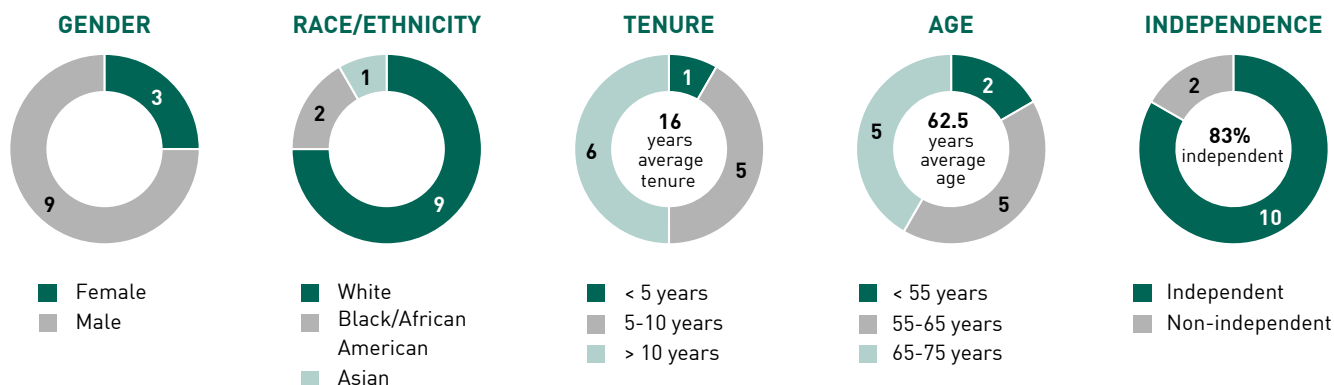 GENDER
3
9
Female
Male
RACE/ETHNICITY
1
2
9
White
Black/African
American
Asian
TENURE
1
16
years
average
tenure
6
5
< 5 years
5-10 years
> 10 years
AGE
2
62.5
years
average
age
5
5
< 55 years
55-65 years
65-75 years
INDEPENDENCE
2
83%
independent
10
Independent
Non-independent